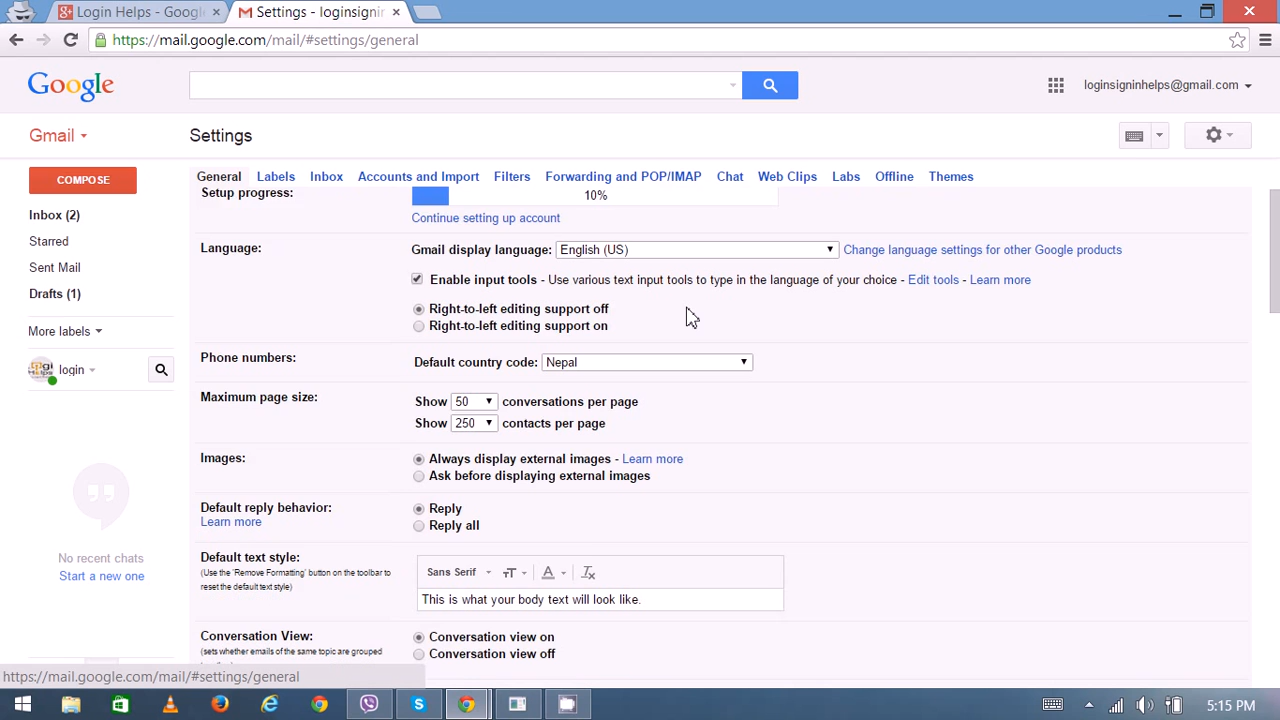 Login Helps - Googl
Settings - loginsignin
https://mail.google.com/mail/#settings/general
Google
loginsigninhelps@gmail.com
Gmail
Settings
COMPOSE
General Labels Inbox Accounts and Import Filters Forwarding and POP/IMAP Chat Web Clips Labs Offline Themes
Inbox (2)
Starred
Sent Mail
Drafts (1)
More labels
login
No recent chats
Start a new one
Setup progress:
10%
Continue setting up account
Language:
Gmail display language: English (US) Change language settings for other Google products
Enable input tools - Use various text input tools to type in the language of your choice - Edit tools - Learn more
Right-to-left editing support off
Right-to-left editing support on
Phone numbers:
Default country code: Nepal
Maximum page size:
Show 50 conversations per page
Show 250 contacts per page
Images:
Always display external images - Learn more
Ask before displaying external images
Default reply behavior:
Learn more
Reply
Reply all
Default text style:
(Use the 'Remove Formatting' button on the toolbar to
reset the default text style)
Sans Serif
This is what your body text will look like.
Conversation View:
(sets whether emails of the same topic are grouped
Conversation view on
Conversation view off
https://mail.google.com/mail/#settings/general
5:15 PM